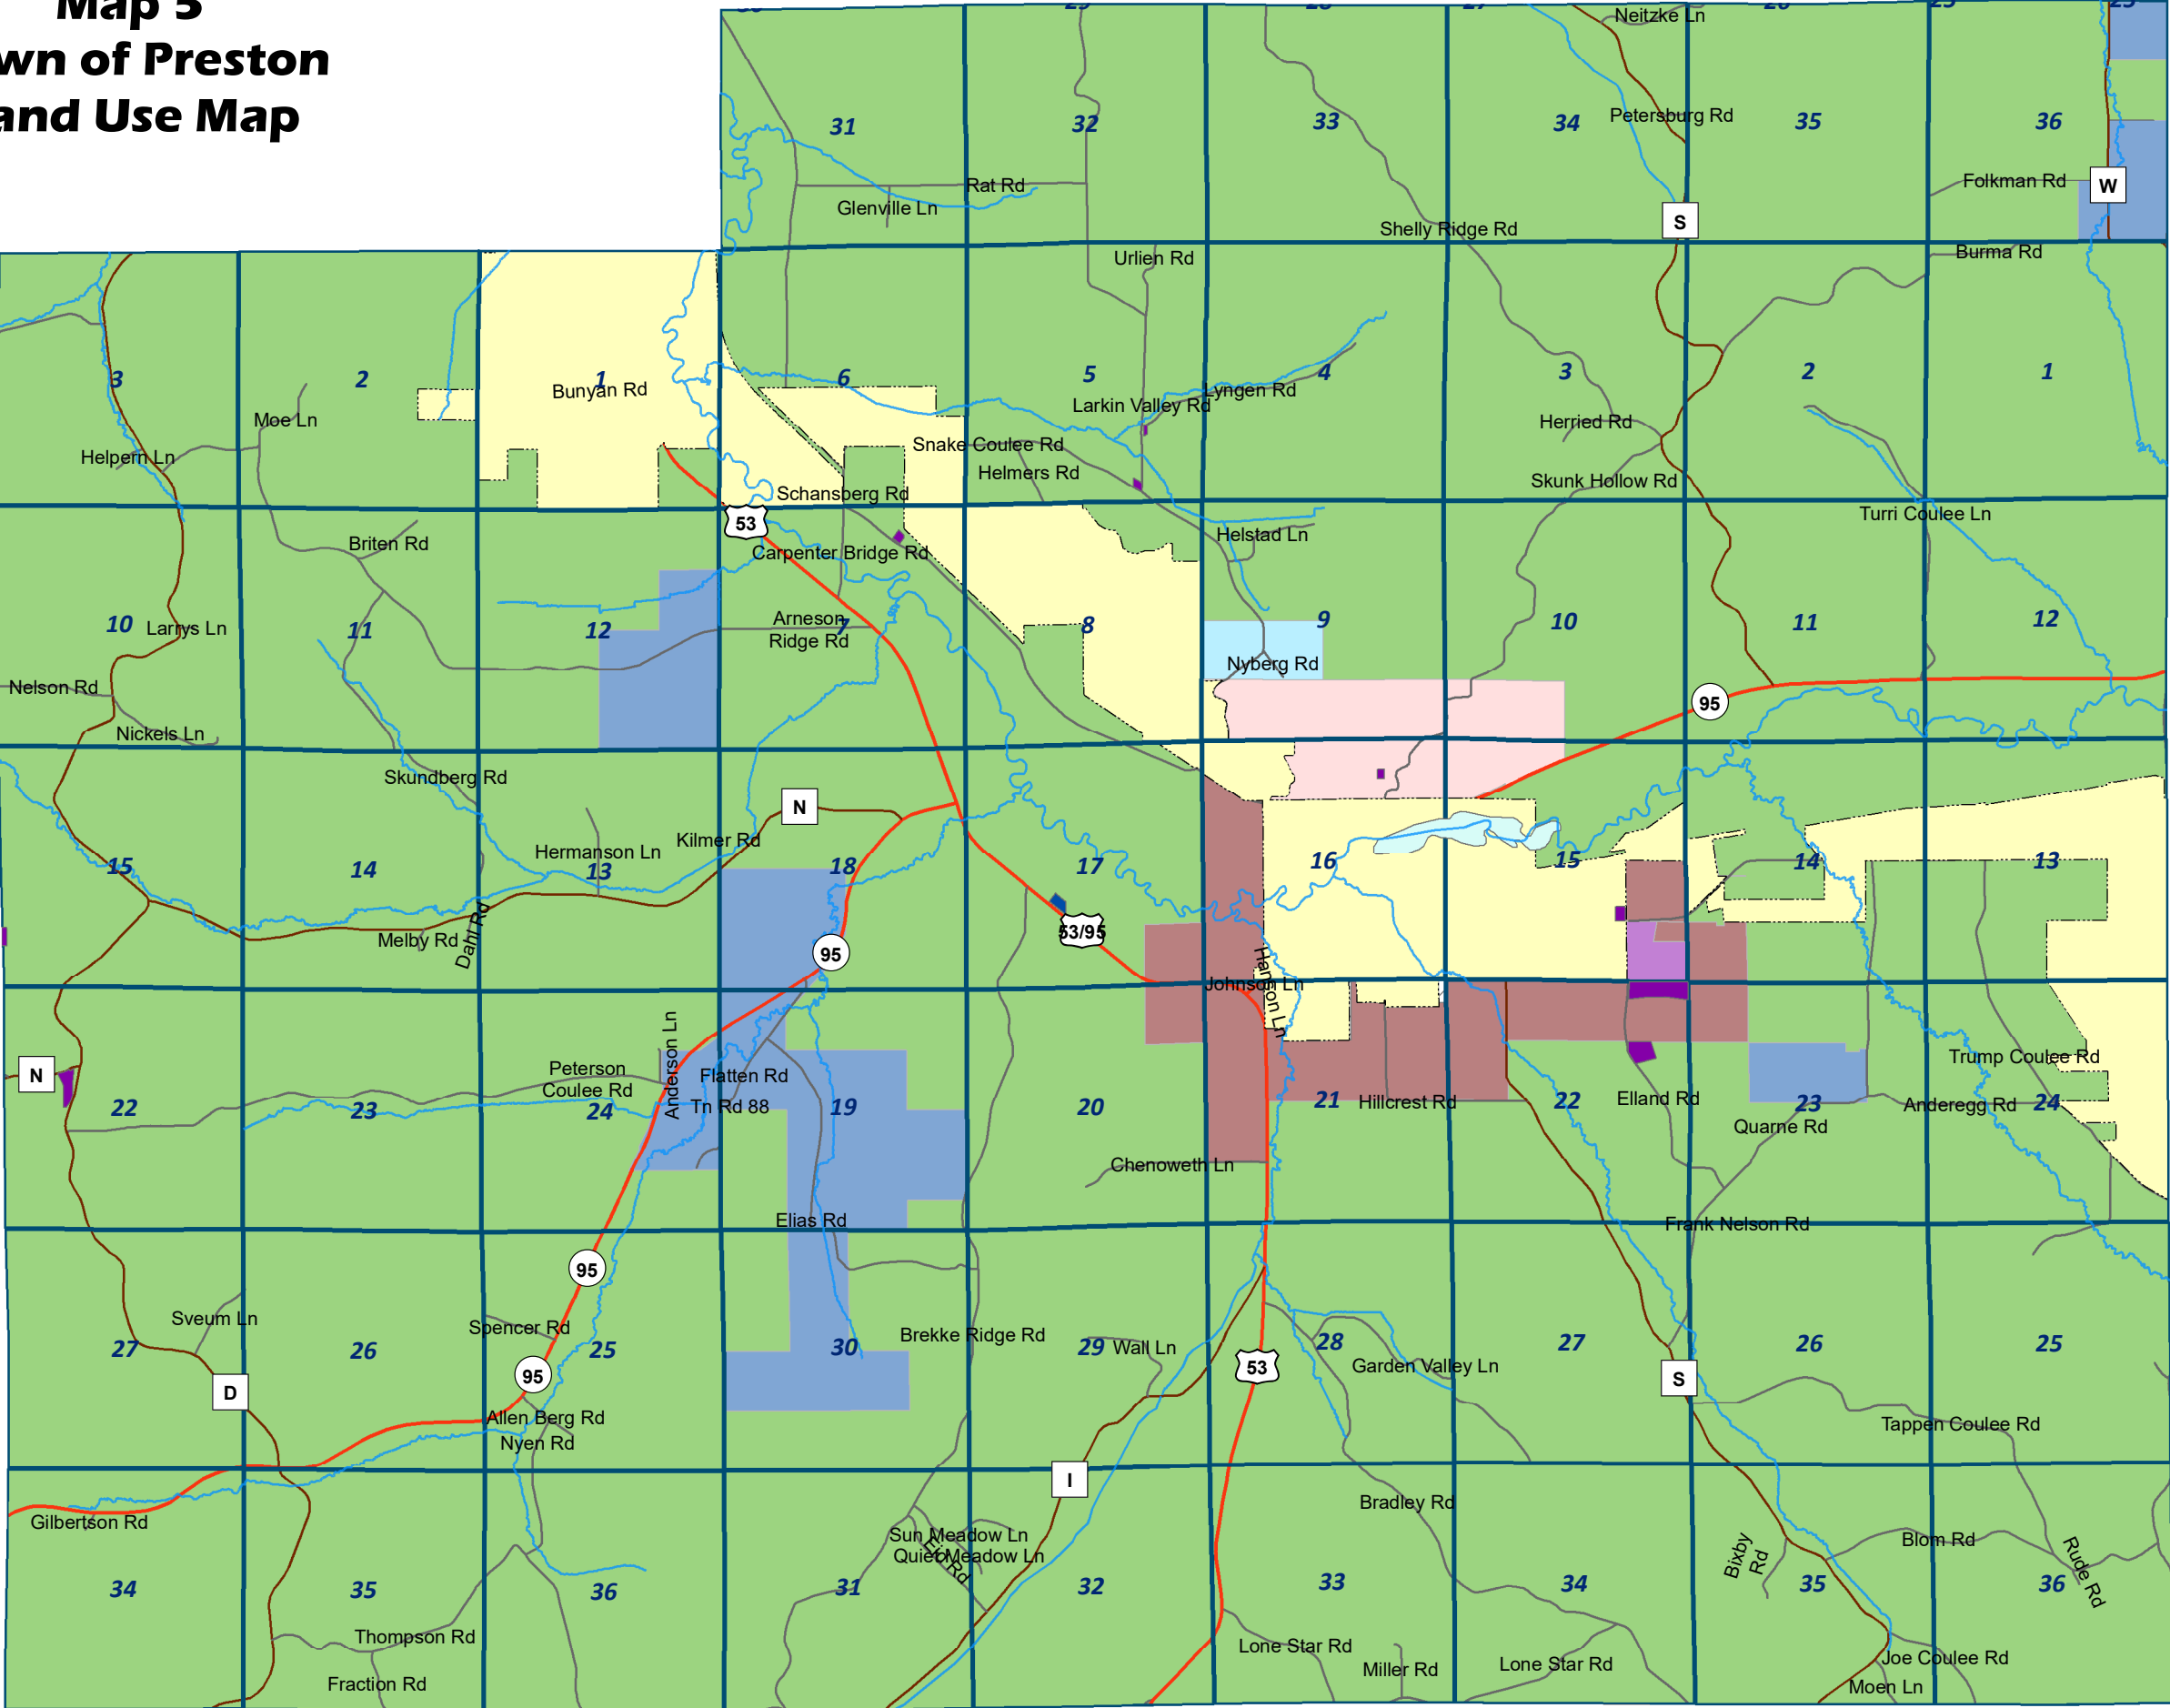 Map 5
wn of Preston
and Use Map
30
29
28
27
26
25
25
Neitzke Ln
31
32
33
34
35
36
Petersburg Rd
Rat Rd
Folkman Rd
W
Glenville Ln
Shelly Ridge Rd
S
Urlien Rd
Burma Rd
3
2
1
6
5
4
3
2
1
Bunyan Rd
Lyngen Rd
Larkin Valley Rd
Moe Ln
Herried Rd
Helpern Ln
Snake Coulee Rd
Helmers Rd
Skunk Hollow Rd
Schansberg Rd
53
Turri Coulee Ln
Briten Rd
Carpenter Bridge Rd
Helstad Ln
10
Larrys Ln
11
12
Arneson
Ridge Rd
7
8
9
10
11
12
Nyberg Rd
Nelson Rd
95
Nickels Ln
Skundberg Rd
N
Kilmer Rd
Hermanson Ln
15
14
13
18
17
16
15
14
13
53/95
Melby Rd
Dahl Rd
95
Hanson Ln
Johnson Ln
N
Peterson
Coulee Rd
Anderson Ln
Flatten Rd
Tn Rd 88
Trump Coulee Rd
22
23
24
19
20
21
Hillcrest Rd
22
Elland Rd
23
Anderegg Rd
24
Quarne Rd
Chenoweth Ln
Elias Rd
Frank Nelson Rd
95
Sveum Ln
Spencer Rd
27
26
25
30
Brekke Ridge Rd
29
Wall Ln
28
27
26
25
Garden Valley Ln
53
S
95
D
Allen Berg Rd
Nyen Rd
Tappen Coulee Rd
I
Gilbertson Rd
Bradley Rd
Sun Meadow Ln
Quiet Meadow Ln
Eid Rd
Bixby
Rd
Blom Rd
Rude Rd
34
35
36
31
32
33
34
35
36
Thompson Rd
Lone Star Rd
Miller Rd
Lone Star Rd
Joe Coulee Rd
Fraction Rd
Moen Ln